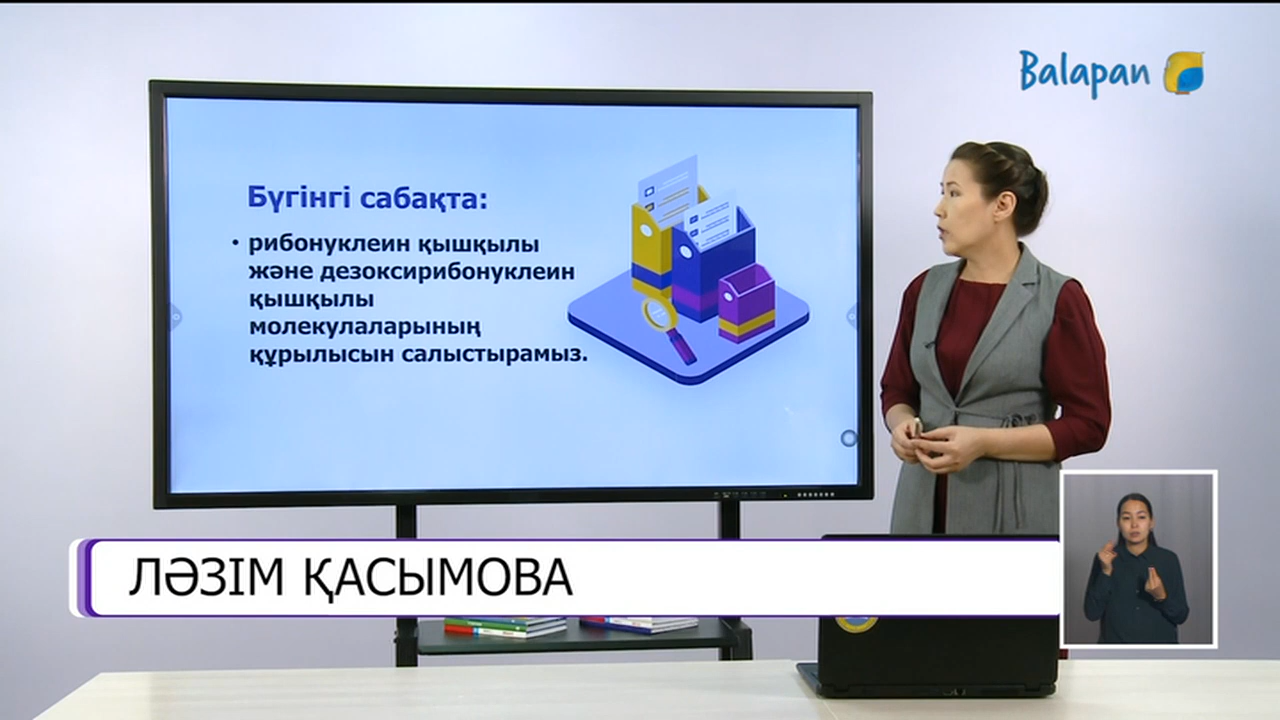 Balapan
Бүгінгі сабақта:
• рибонуклеин қышқылы
және дезоксирибонуклеин
қышқылы
молекулаларының
құрылысын салыстырамыз.
ЛӘЗІМ ҚАСЫМОВА